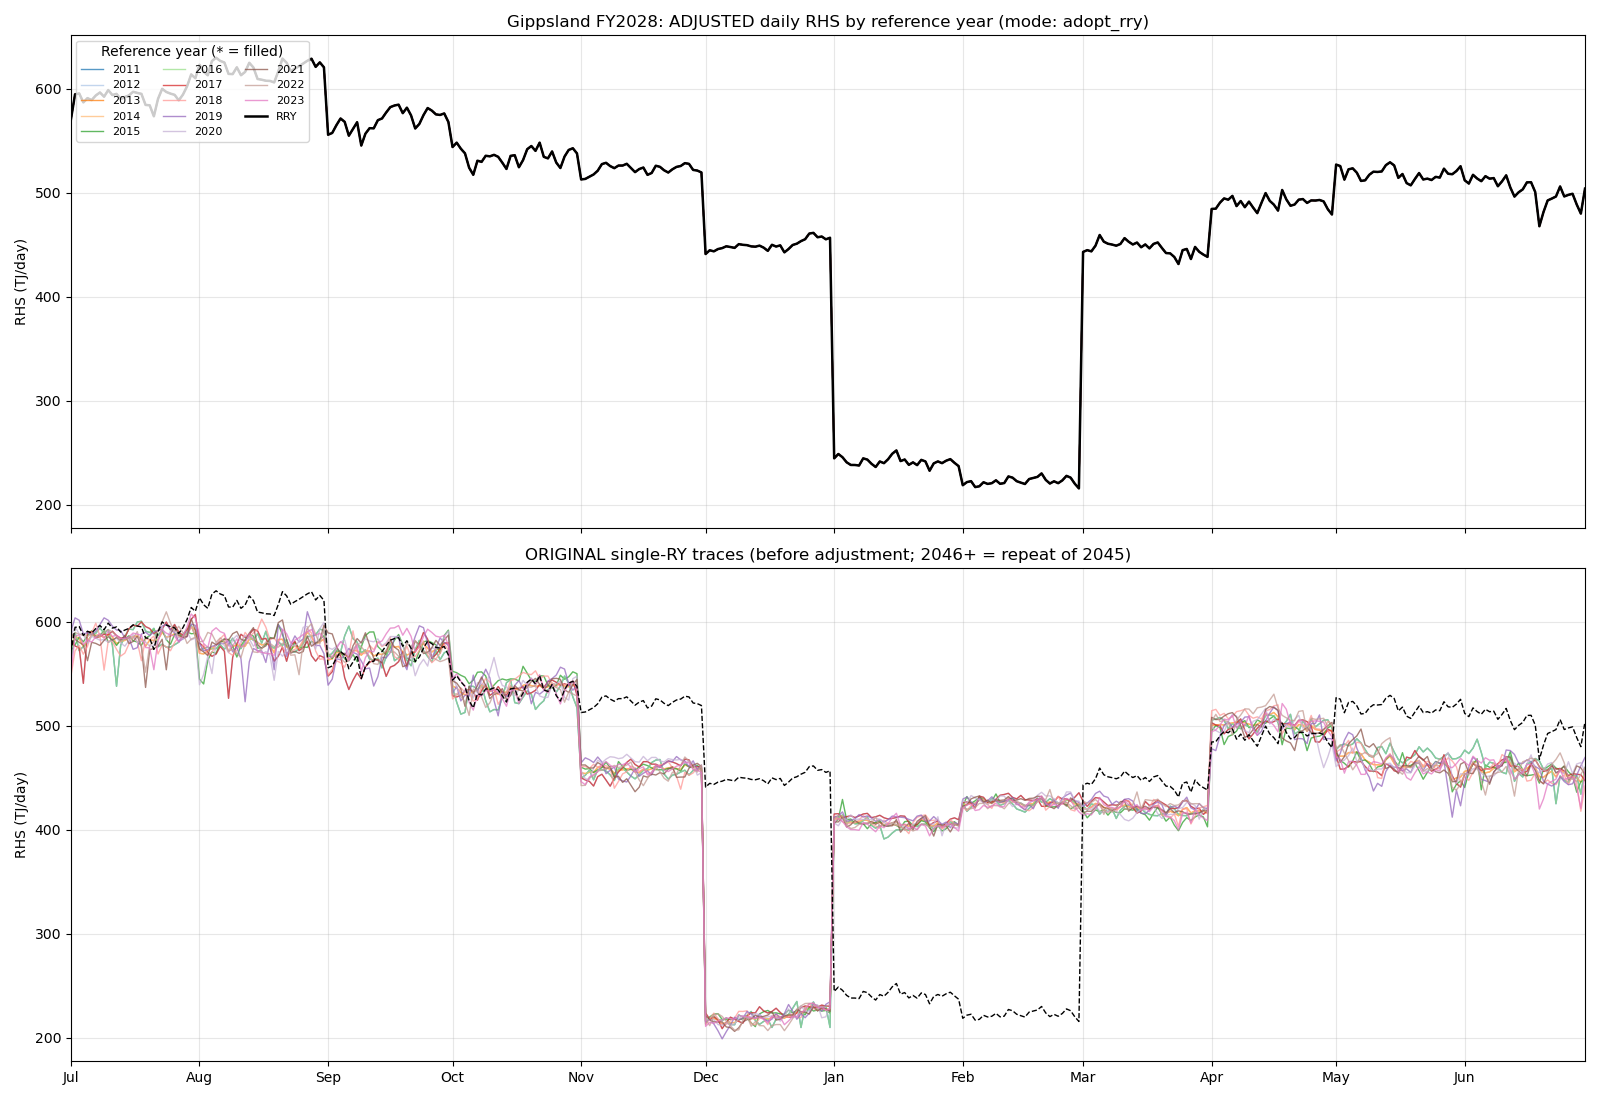 Gippsland FY2028: ADJUSTED daily RHS by reference year (mode: adopt_rry)
RHS (TJ/day)
600
500
400
300
200
Reference year (* = filled)
2011 2016 2021
2012 2017 2022
2013 2018 2023
2014 2019 RRY
2015 2020
ORIGINAL single-RY traces (before adjustment; 2046+ = repeat of 2045)
RHS (TJ/day)
600
500
400
300
200
Jul Aug Sep Oct Nov Dec Jan Feb Mar Apr May Jun